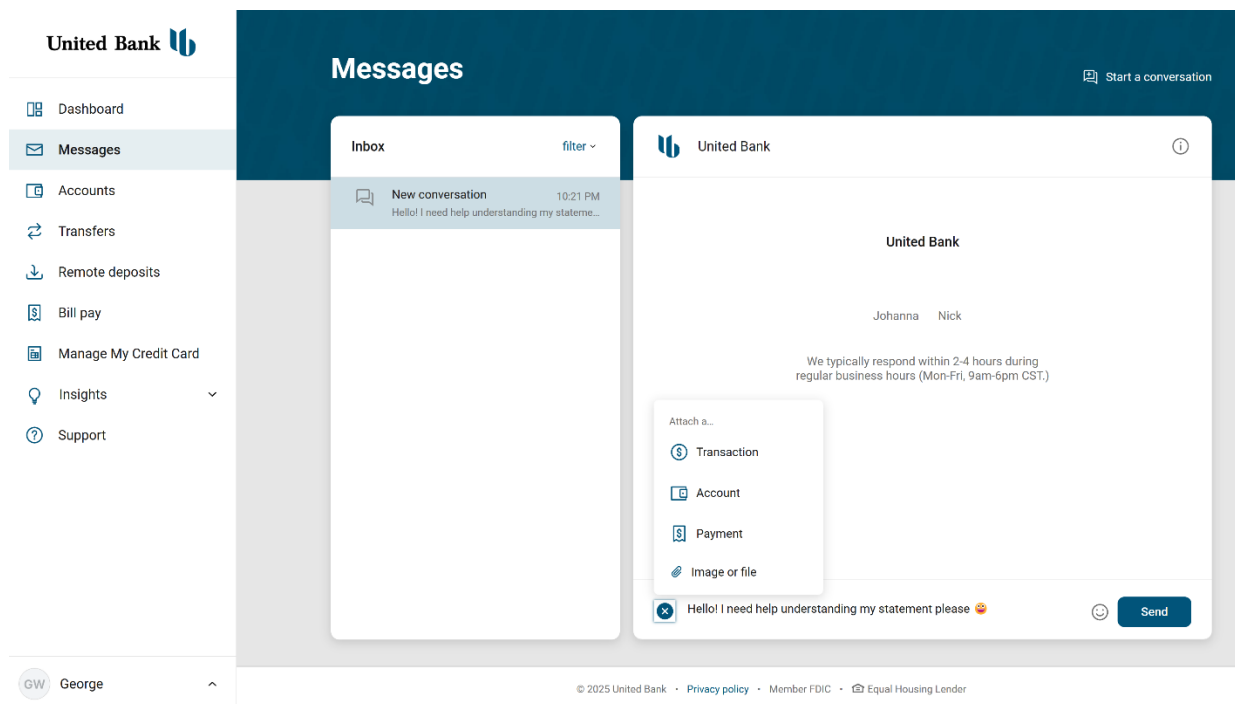 United Bank
Dashboard
Messages
Accounts
Transfers
Remote deposits
Bill pay
Manage My Credit Card
Insights
Support
GW George
Messages
Start a conversation
Inbox filter
New conversation 10:21 PM
Hello! I need help understanding my stateme...
United Bank
United Bank
Johanna Nick
We typically respond within 2-4 hours during
regular business hours (Mon-Fri, 9am-6pm CST.)
Attach a...
Transaction
Account
Payment
Image or file
Hello! I need help understanding my statement please 😄
Send
© 2025 United Bank · Privacy policy · Member FDIC · Equal Housing Lender